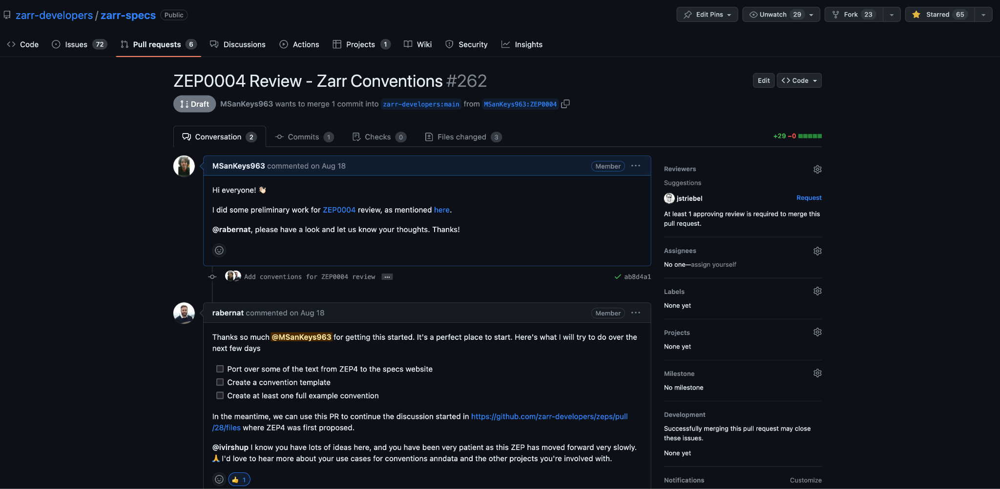 zarr-developers / zarr-specs Public
Edit Pins Unwatch 29 Fork 23 Starred 65
Code Issues 72 Pull requests 6 Discussions Actions Projects 1 Wiki Security Insights
ZEP0004 Review - Zarr Conventions #262
Edit Code
Draft MSanKeys963 wants to merge 1 commit into zarr-developers:main from MSanKeys963:ZEP0004
Conversation 2 Commits 1 Checks 0 Files changed 3
+29 −0
MSanKeys963 commented on Aug 18 Member ...
Hi everyone! 👋🏻
I did some preliminary work for ZEP0004 review, as mentioned here.
@rabernat, please have a look and let us know your thoughts. Thanks!
Add conventions for ZEP0004 review ... ab8d4a1
rabernat commented on Aug 18 Member ...
Thanks so much @MSanKeys963 for getting this started. It's a perfect place to start. Here's what I will try to do over the
next few days
Port over some of the text from ZEP4 to the specs website
Create a convention template
Create at least one full example convention
In the meantime, we can use this PR to continue the discussion started in https://github.com/zarr-developers/zeps/pull
/28/files where ZEP4 was first proposed.
@ivirshup I know you have lots of ideas here, and you have been very patient as this ZEP has moved forward very slowly.
🙏 I'd love to hear more about your use cases for conventions anndata and the other projects you're involved with.
👍 1
Reviewers
Suggestions
jstriebel Request
At least 1 approving review is required to merge this
pull request.
Assignees
No one—assign yourself
Labels
None yet
Projects
None yet
Milestone
No milestone
Development
Successfully merging this pull request may close
these issues.
None yet
Notifications Customize